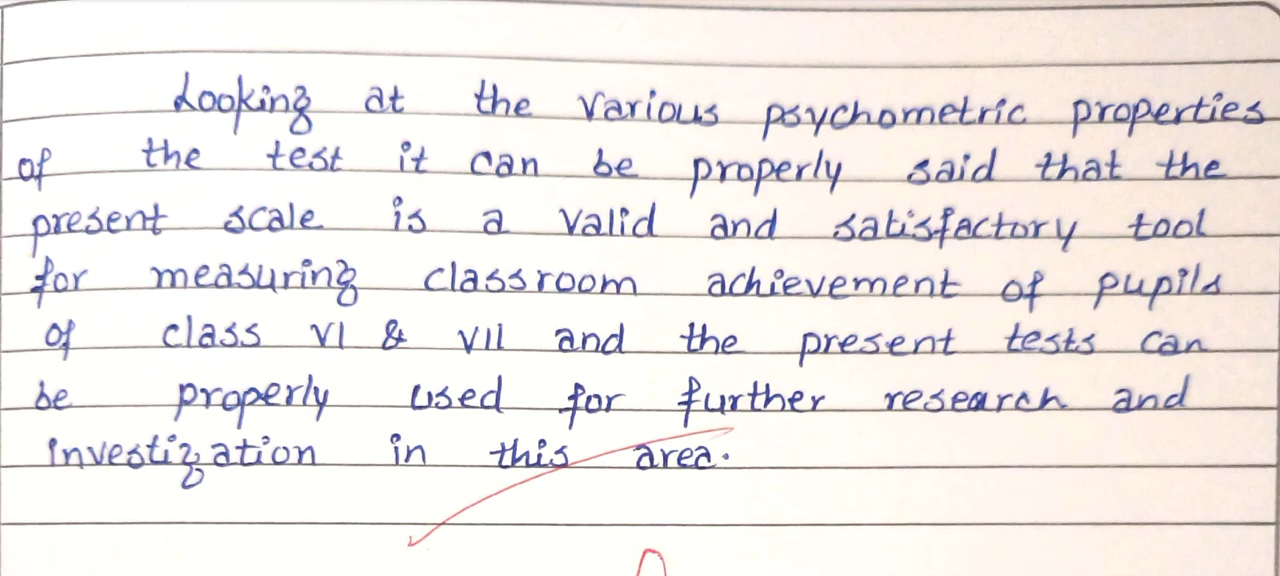 Looking at the various psychometric properties
of the test it can be properly said that the
present scale is a valid and satisfactory tool
for measuring classroom achievement of pupils
of class VI & VII and the present tests can
be properly used for further research and
investigation in this area.